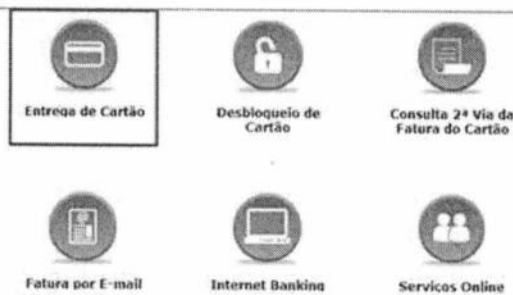 Entrega de Cartão
Desbloqueio de
Cartão
Consulta 2ª Via da
Fatura do Cartão
Fatura por E-mail
Internet Banking
Serviços Online